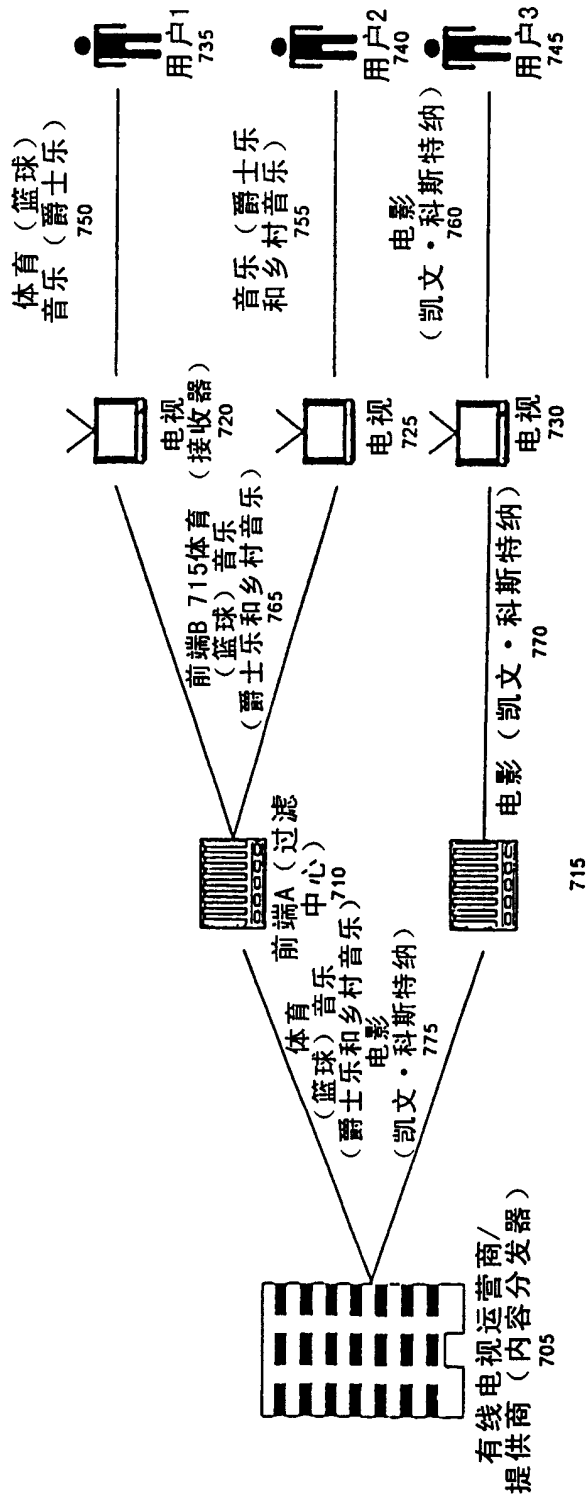 有线电视运营商/
提供商（内容分发器）
705
体育
（篮球）音乐
（爵士乐和乡村音乐）
电影
（凯文·科斯特纳）
775
前端A（过滤
中心）
710
715
前端B 715体育
（篮球）音乐
（爵士乐和乡村音乐）
765
电影（凯文·科斯特纳）
770
电视
（接收器）
720
电视
725
电视
730
体育（篮球）
音乐（爵士乐）
750
音乐（爵士乐
和乡村音乐）
755
电影
（凯文·科斯特纳）
760
用户1
735
用户2
740
用户3
745